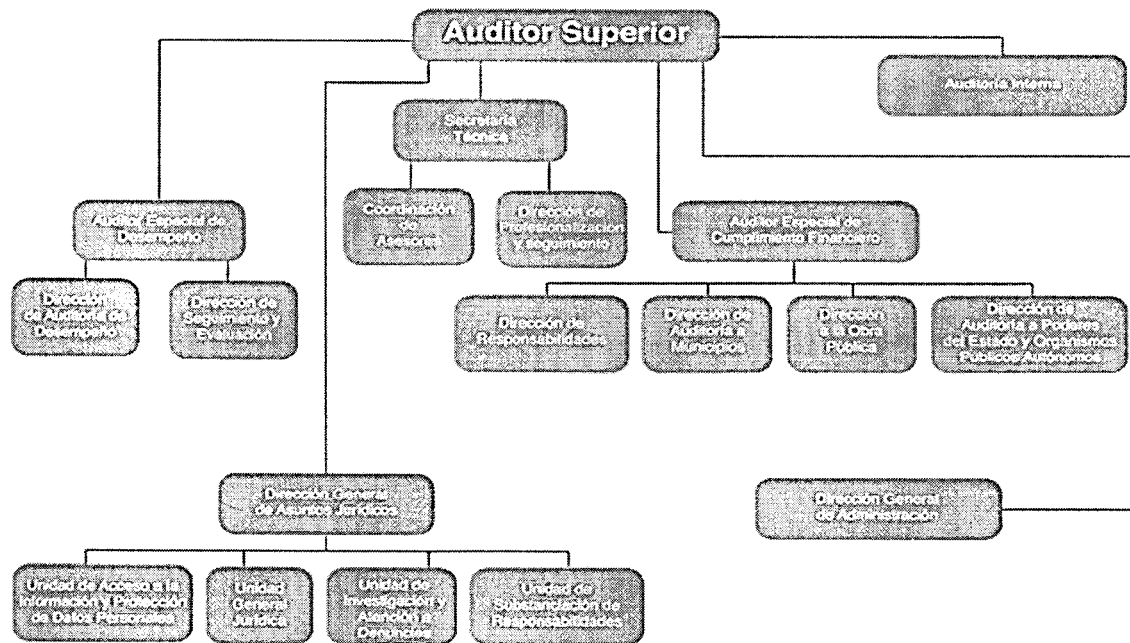 Auditor Superior
Auditoría Interna
Secretaría
Técnica
Coordinación
de
Asesores
Dirección de
Profesionalización
y seguimiento
Auditor Especial de
Desempeño
Auditor Especial de
Cumplimiento Financiero
Dirección
de Auditoría de
Desempeño
Dirección de
Seguimiento y
Evaluación
Dirección de
Responsabilidades
Dirección de
Auditoría a
Municipios
Dirección
a la Obra
Pública
Dirección de
Auditoría a Poderes
del Estado y Organismos
Públicos Autónomos
Dirección General
de Asuntos Jurídicos
Dirección General
de Administración
Unidad de Acceso a la
Información y Protección
de Datos Personales
Unidad
General
Jurídica
Unidad de
Investigación y
Atención a
Denuncias
Unidad de
Substanciación de
Responsabilidades